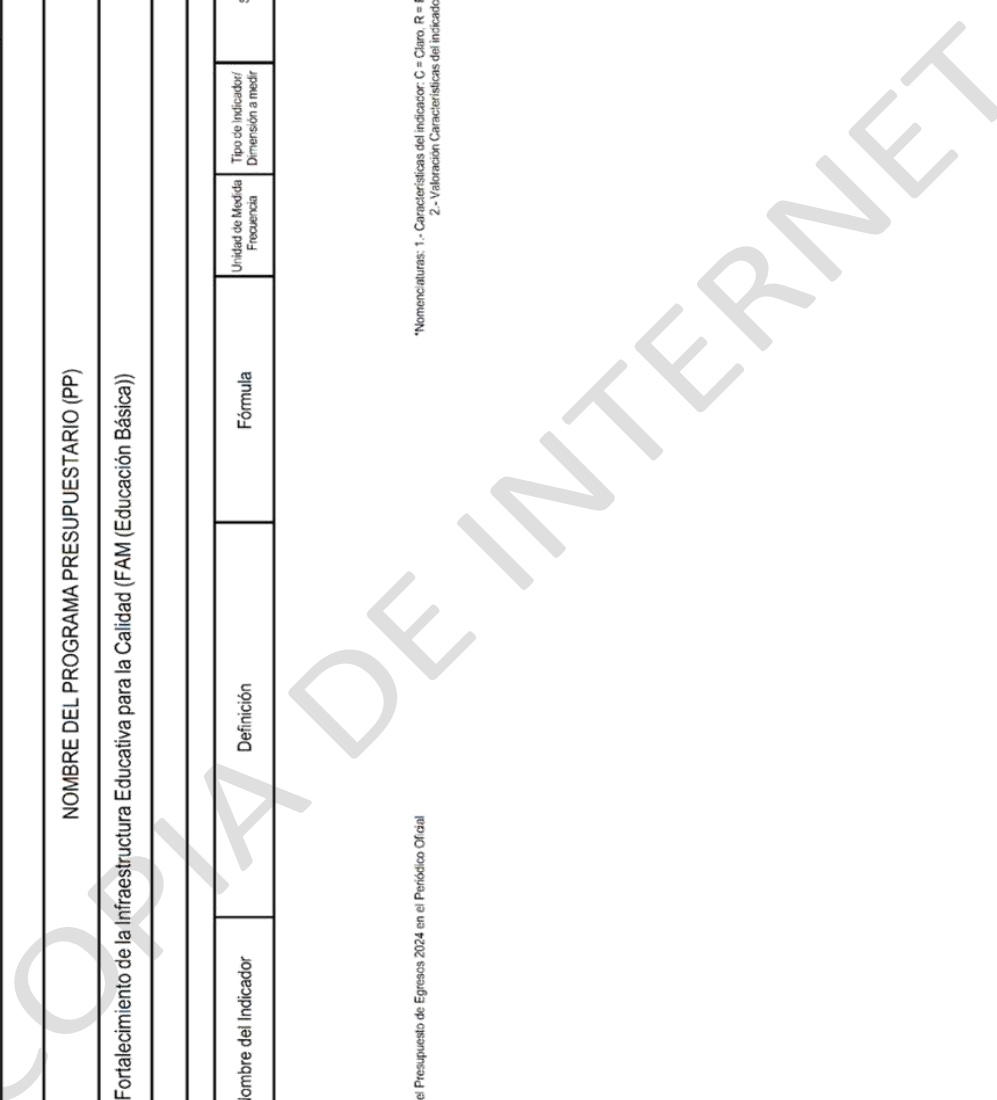 NOMBRE DEL PROGRAMA PRESUPUESTARIO (PP)
Fortalecimiento de la Infraestructura Educativa para la Calidad (FAM (Educación Básica))
ombre del Indicador
Definición
Fórmula
Unidad de Medida
Frecuencia
Tipo de Indicador/
Dimensión a medir
el Presupuesto de Egresos 2024 en el Periódico Oficial
*Nomenclaturas: 1.- Características del indicador: C = Claro, R =
2.- Valoración Características del indicado
COPIA DE INTERNET